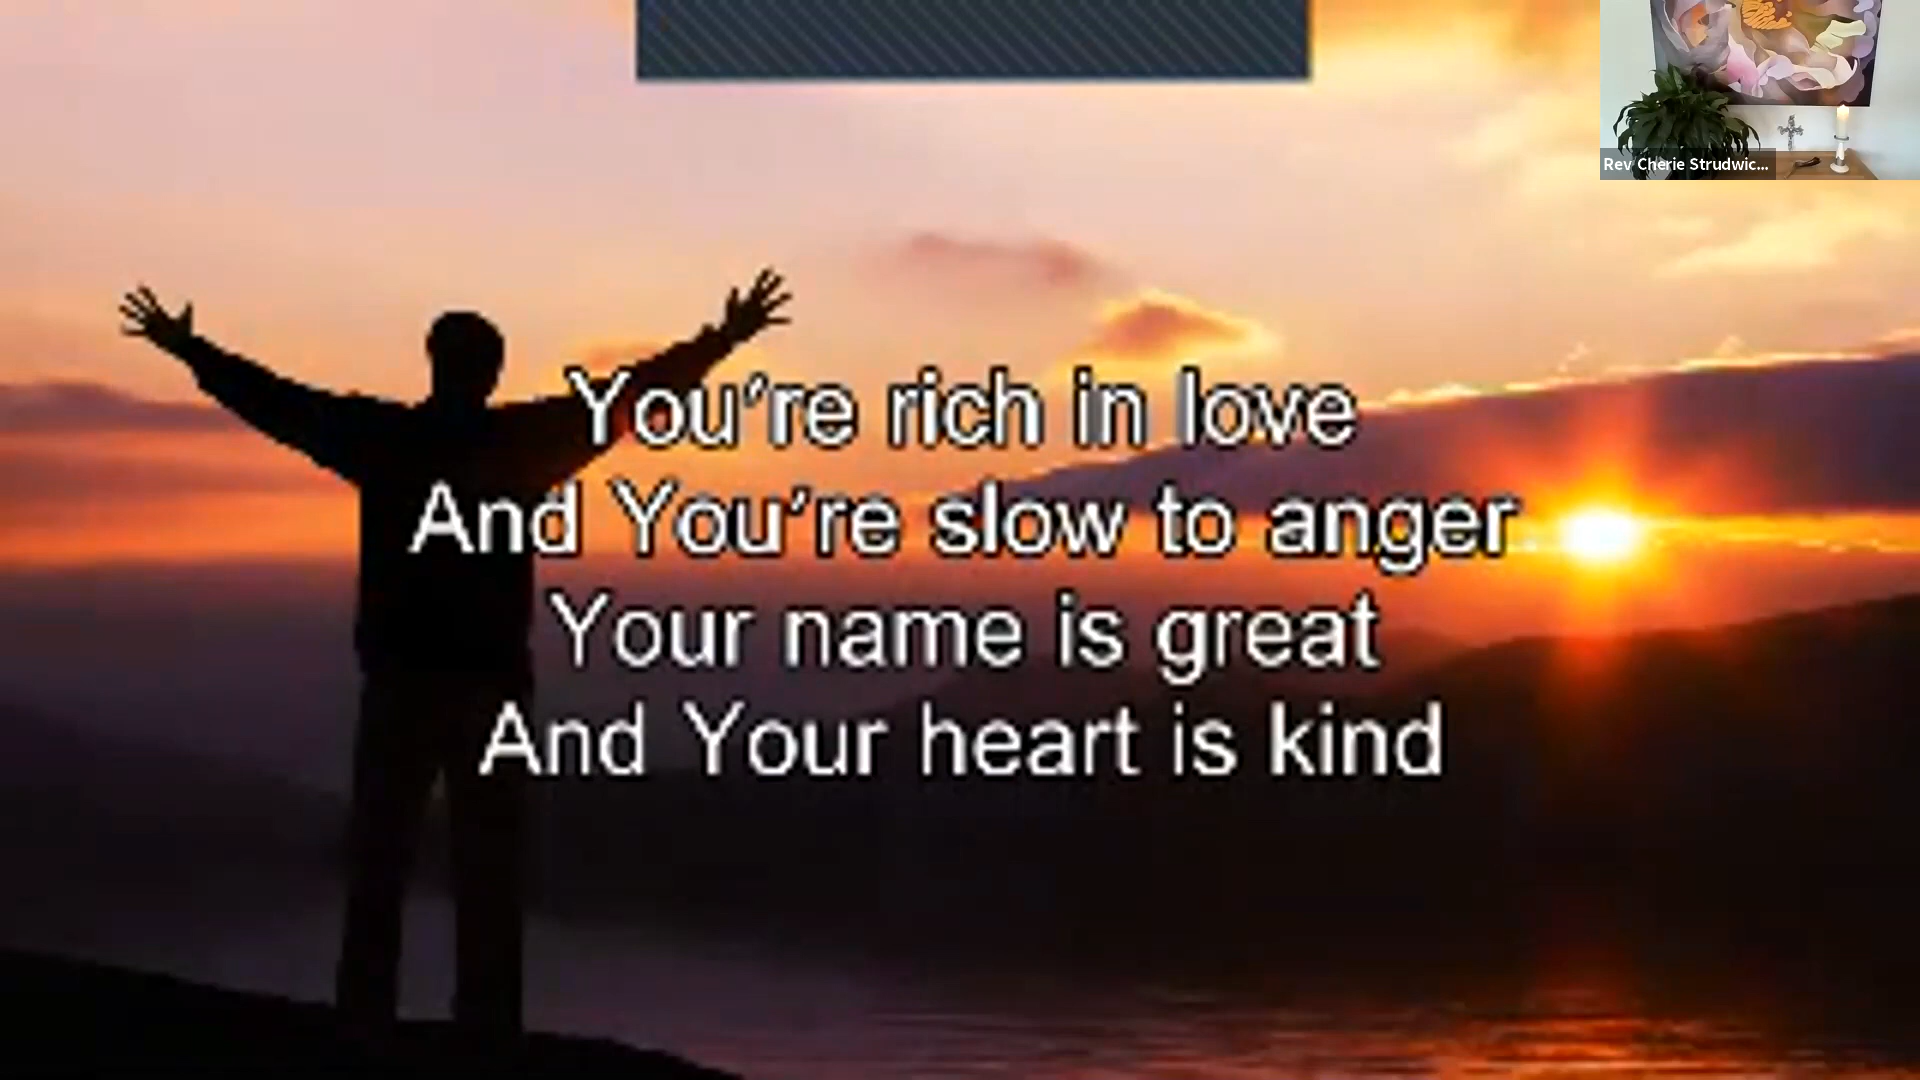 Rev Cherie Strudwic...
You’re rich in love
And You’re slow to anger
Your name is great
And Your heart is kind